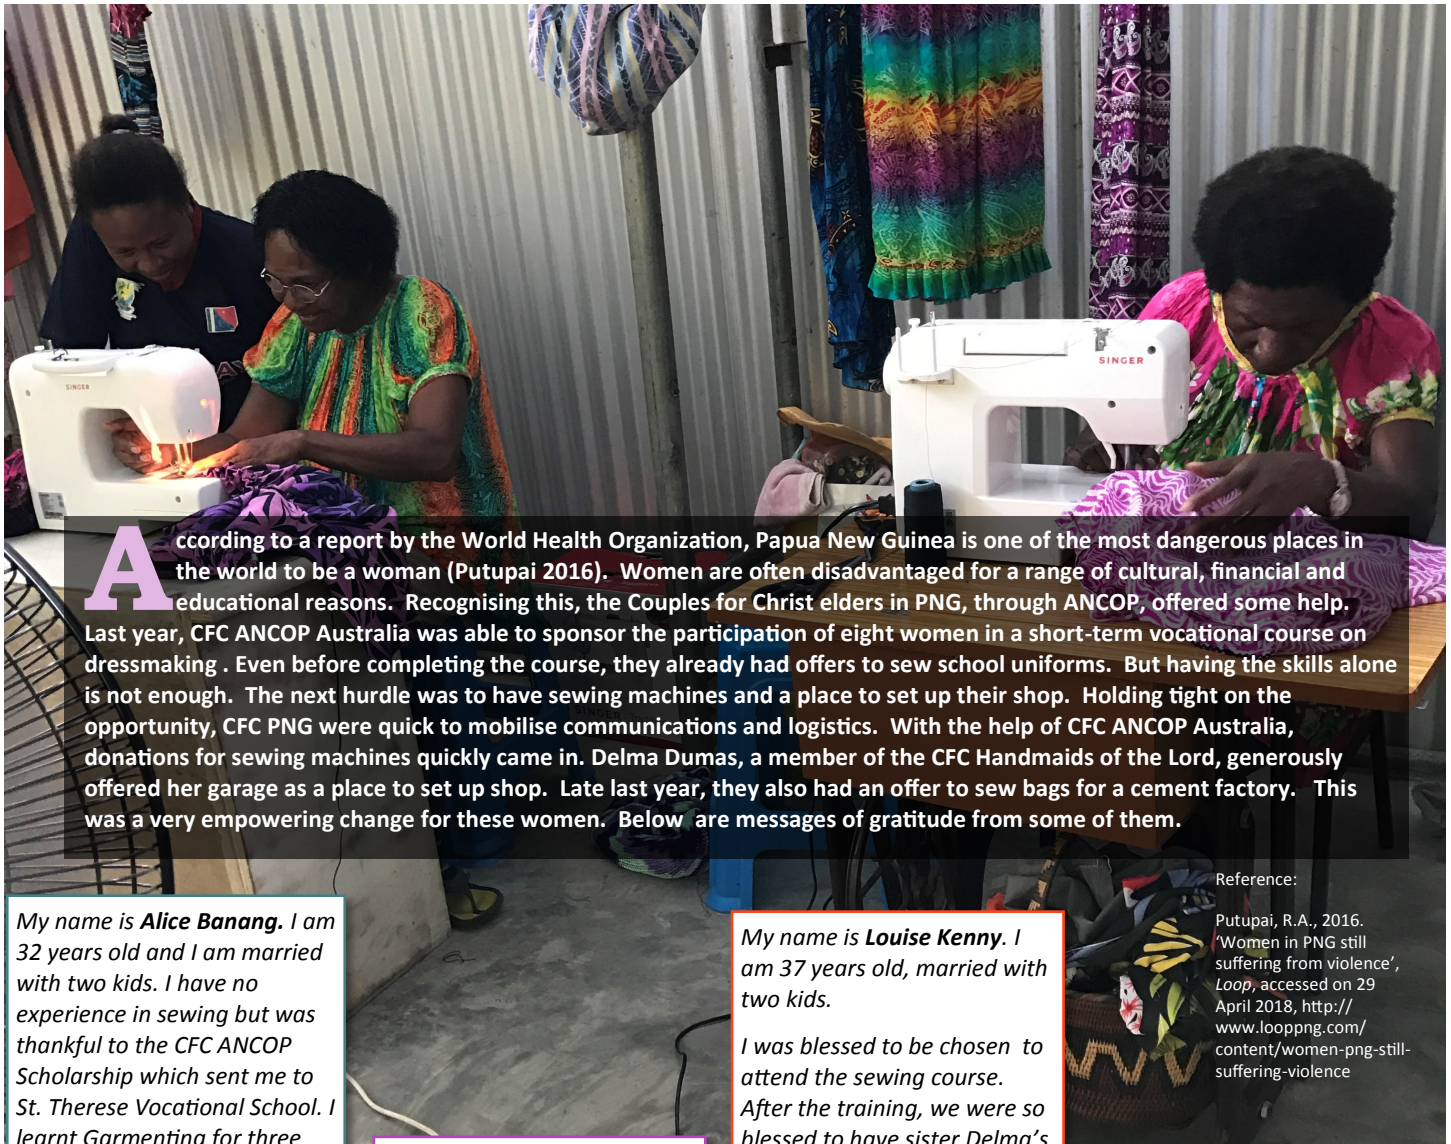 SINGER
SINGER
According to a report by the World Health Organization, Papua New Guinea is one of the most dangerous places in
the world to be a woman (Putupai 2016).  Women are often disadvantaged for a range of cultural, financial and
educational reasons.  Recognising this, the Couples for Christ elders in PNG, through ANCOP, offered some help.
Last year, CFC ANCOP Australia was able to sponsor the participation of eight women in a short-term vocational course on
dressmaking . Even before completing the course, they already had offers to sew school uniforms.  But having the skills alone
is not enough.  The next hurdle was to have sewing machines and a place to set up their shop.  Holding tight on the
opportunity, CFC PNG were quick to mobilise communications and logistics.  With the help of CFC ANCOP Australia,
donations for sewing machines quickly came in. Delma Dumas, a member of the CFC Handmaids of the Lord, generously
offered her garage as a place to set up shop.  Late last year, they also had an offer to sew bags for a cement factory.   This
was a very empowering change for these women.  Below  are messages of gratitude from some of them.
My name is Alice Banang. I am
32 years old and I am married
with two kids. I have no
experience in sewing but was
thankful to the CFC ANCOP
Scholarship which sent me to
St. Therese Vocational School. I
learnt Garmenting for three
My name is Louise Kenny. I
am 37 years old, married with
two kids.
I was blessed to be chosen  to
attend the sewing course.
After the training, we were so
blessed to have sister Delma's
Reference:
Putupai, R.A., 2016.
'Women in PNG still
suffering from violence',
Loop, accessed on 29
April 2018, http://
www.looppng.com/
content/women-png-still-
suffering-violence